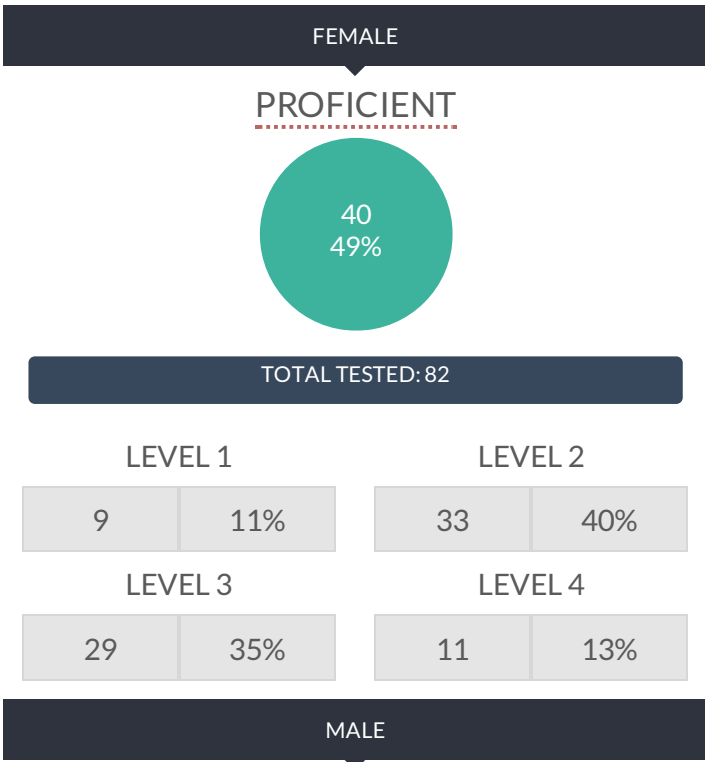 FEMALE
PROFICIENT
40
49%
TOTAL TESTED: 82
LEVEL 1
LEVEL 2
9 11%
33 40%
LEVEL 3
LEVEL 4
29 35%
11 13%
MALE